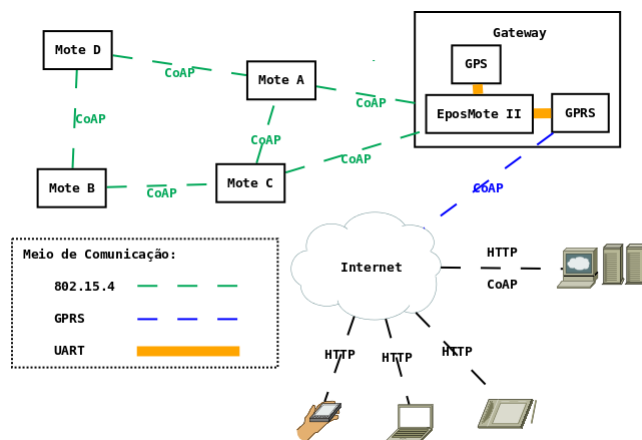 Gateway
Mote D
GPS
CoAP
Mote A
CoAP
EposMote II
GPRS
CoAP
CoAP
CoAP
Mote B
CoAP
Mote C
CoAP
Meio de Comunicação:
802.15.4
GPRS
UART
Internet
HTTP
CoAP
HTTP
HTTP
HTTP